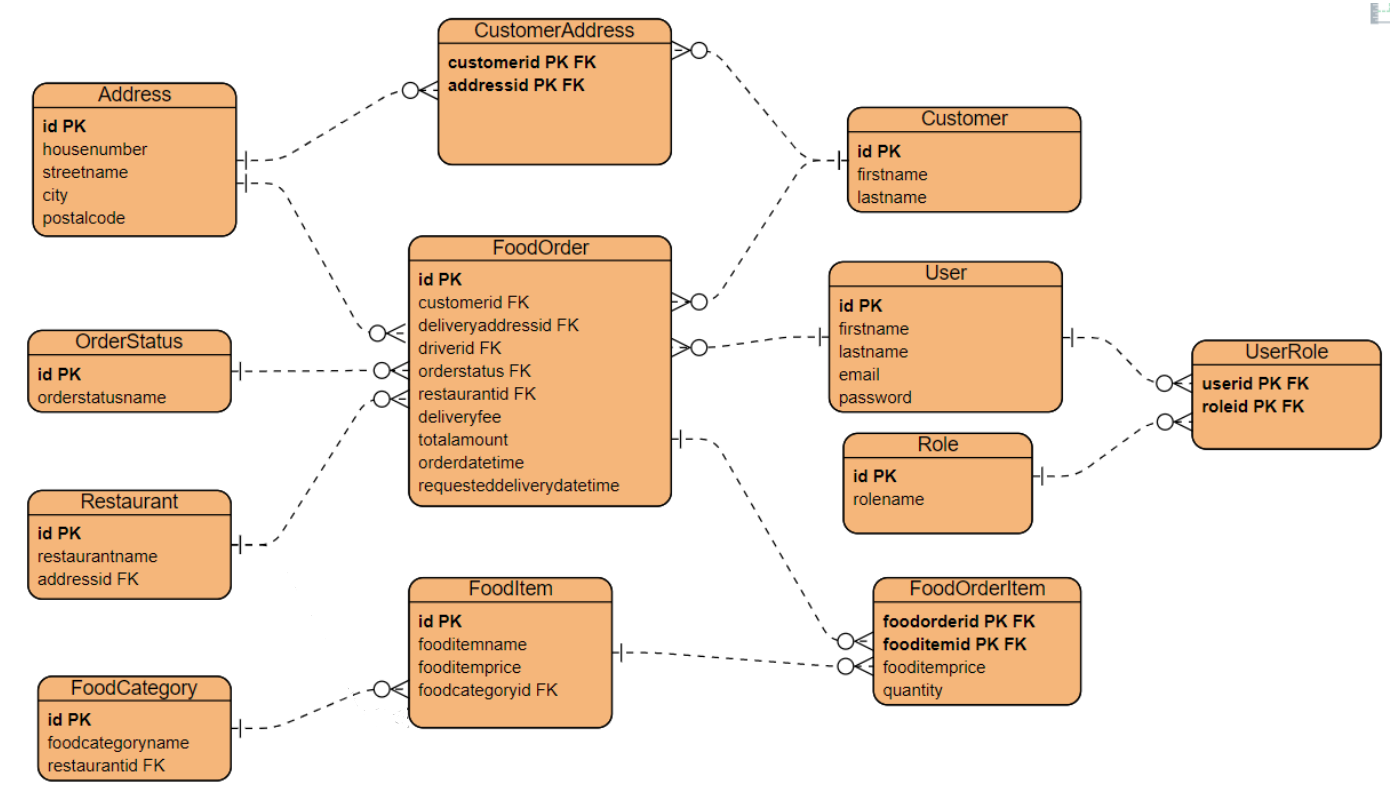 CustomerAddress
customerid PK FK
addressid PK FK
Address
id PK
housenumber
streetname
city
postalcode
Customer
id PK
firstname
lastname
FoodOrder
id PK
customerid FK
deliveryaddressid FK
driverid FK
orderstatus FK
restaurantid FK
deliveryfee
totalamount
orderdatetime
requesteddeliverydatetime
User
id PK
firstname
lastname
email
password
OrderStatus
id PK
orderstatusname
UserRole
userid PK FK
roleid PK FK
Role
id PK
rolename
Restaurant
id PK
restaurantname
addressid FK
FoodItem
id PK
fooditemname
fooditemprice
foodcategoryid FK
FoodOrderItem
foodorderid PK FK
fooditemid PK FK
fooditemprice
quantity
FoodCategory
id PK
foodcategoryname
restaurantid FK